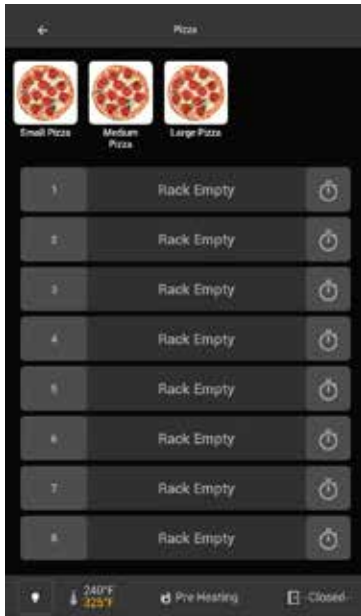 Pizza
Small Pizza
Medium
Pizza
Large Pizza
1 Rack Empty
2 Rack Empty
3 Rack Empty
4 Rack Empty
5 Rack Empty
6 Rack Empty
7 Rack Empty
8 Rack Empty
240°F
325°F
Pre Heating
Closed